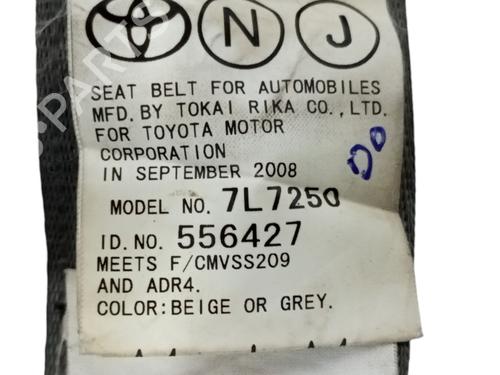 N J
SEAT BELT FOR AUTOMOBILES
MFD. BY TOKAI RIKA CO., LTD.
FOR TOYOTA MOTOR
CORPORATION
IN SEPTEMBER 2008
MODEL NO. 7L7250
ID. NO. 556427
MEETS F/CMVSS209
AND ADR4.
COLOR:BEIGE OR GREY.